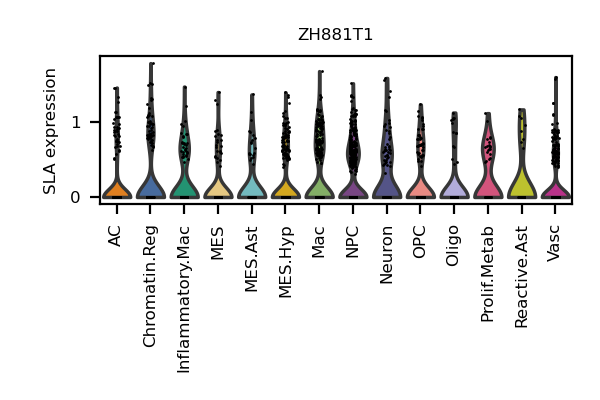 ZH881T1
SLA expression
1
0
AC
Chromatin.Reg
Inflammatory.Mac
MES
MES.Ast
MES.Hyp
Mac
NPC
Neuron
OPC
Oligo
Prolif.Metab
Reactive.Ast
Vasc